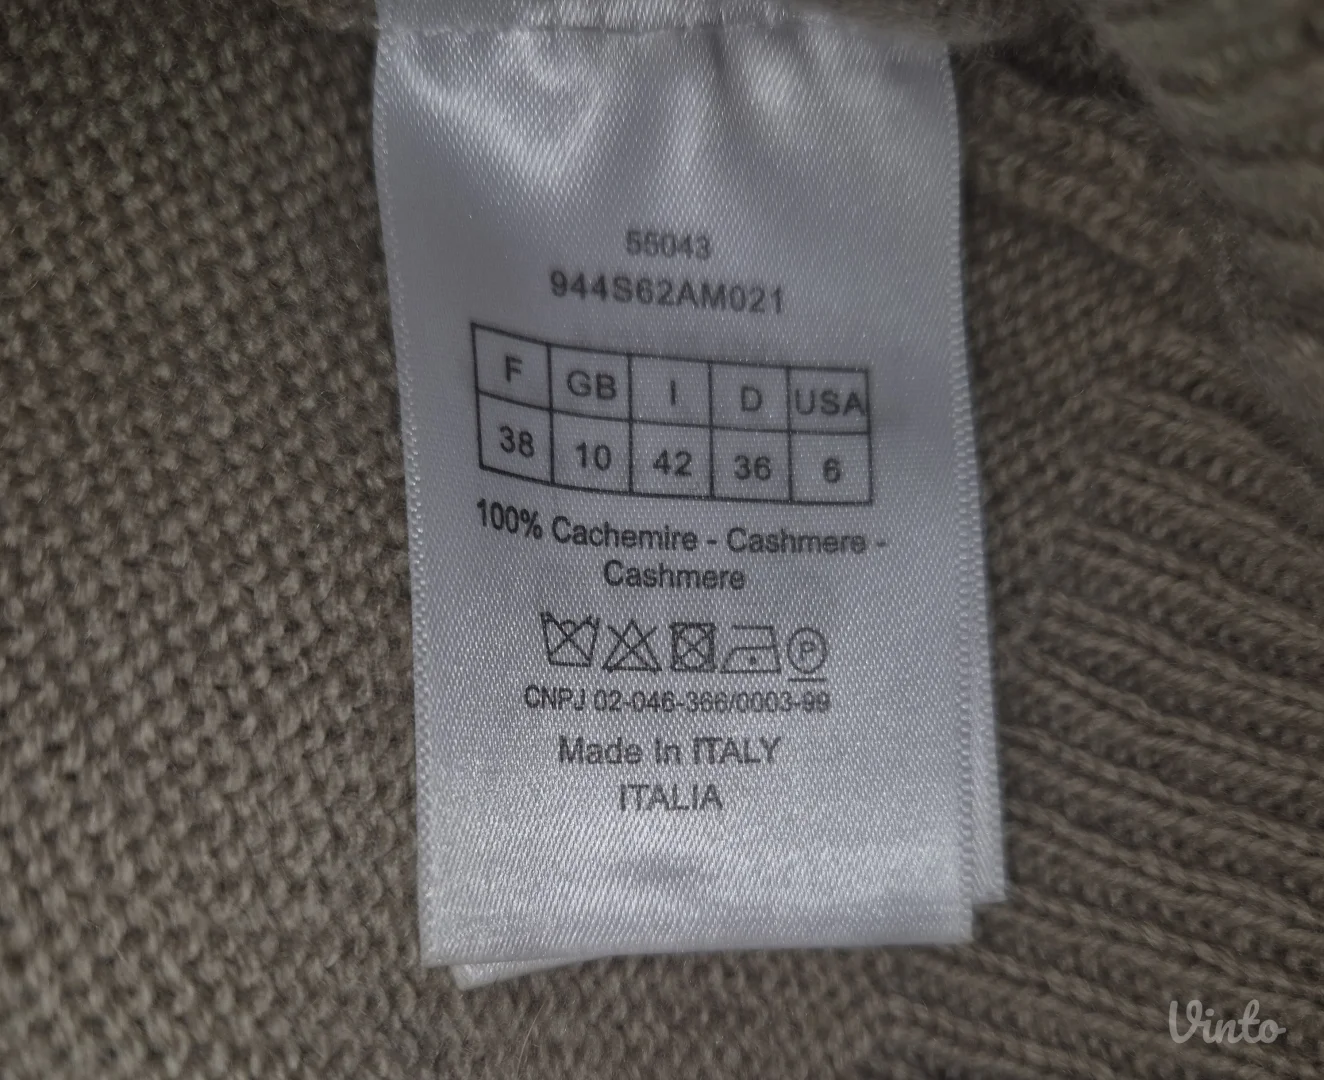 55043
944S62AM021
F GB I D USA
38 10 42 36 6
100% Cachemire - Cashmere -
Cashmere
P
CNPJ 02-046-366/0003-99
Made In ITALY
ITALIA
Vinto